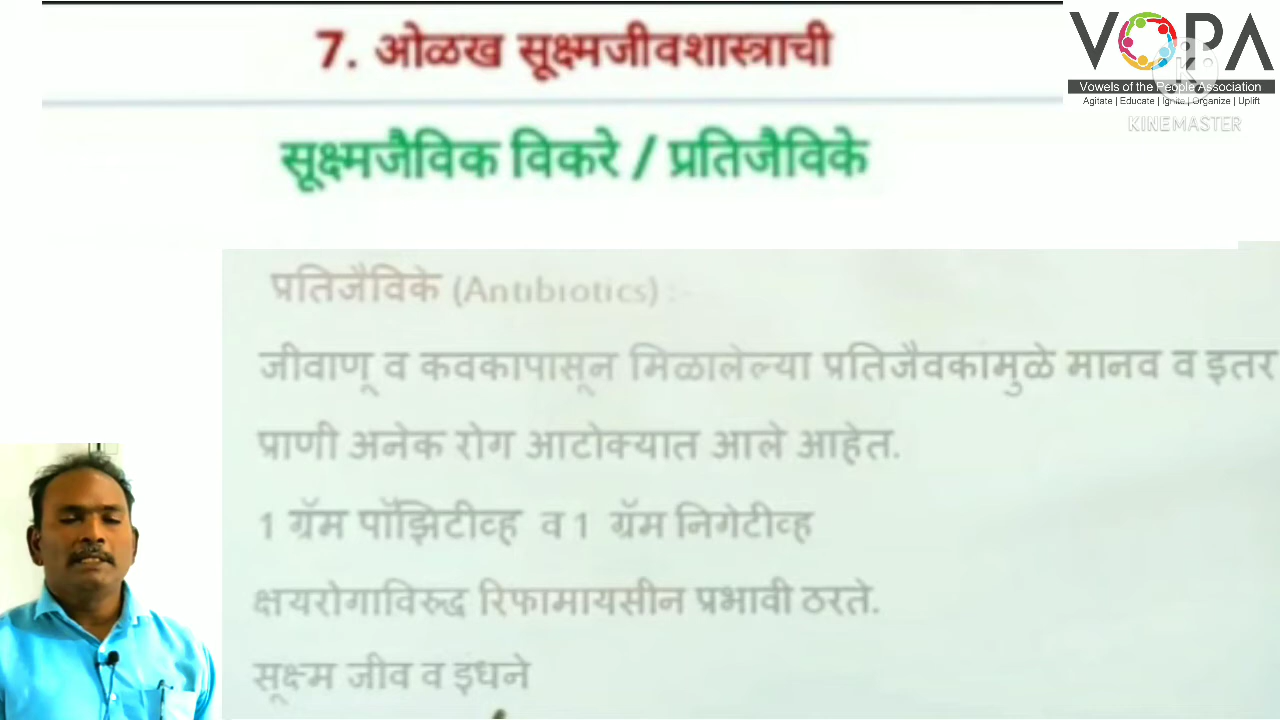 7. ओळख सूक्ष्मजीवशास्त्राची
VOPA
Vowels of the People Association
Agitate | Educate | Ignite | Organize | Uplift
KINEMASTER
सूक्ष्मजैविक विकरे / प्रतिजैविके
प्रतिजैविके (Antibiotics) :-
जीवाणू व कवकापासून मिळालेल्या प्रतिजैवकांमुळे मानव व इतर
प्राणी अनेक रोग आटोक्यात आले आहेत.
1 ग्रॅम पॉझिटीव्ह व 1 ग्रॅम निगेटीव्ह
क्षयरोगाविरुद्ध रिफामायसीन प्रभावी ठरते.
सूक्ष्म जीव व इंधने